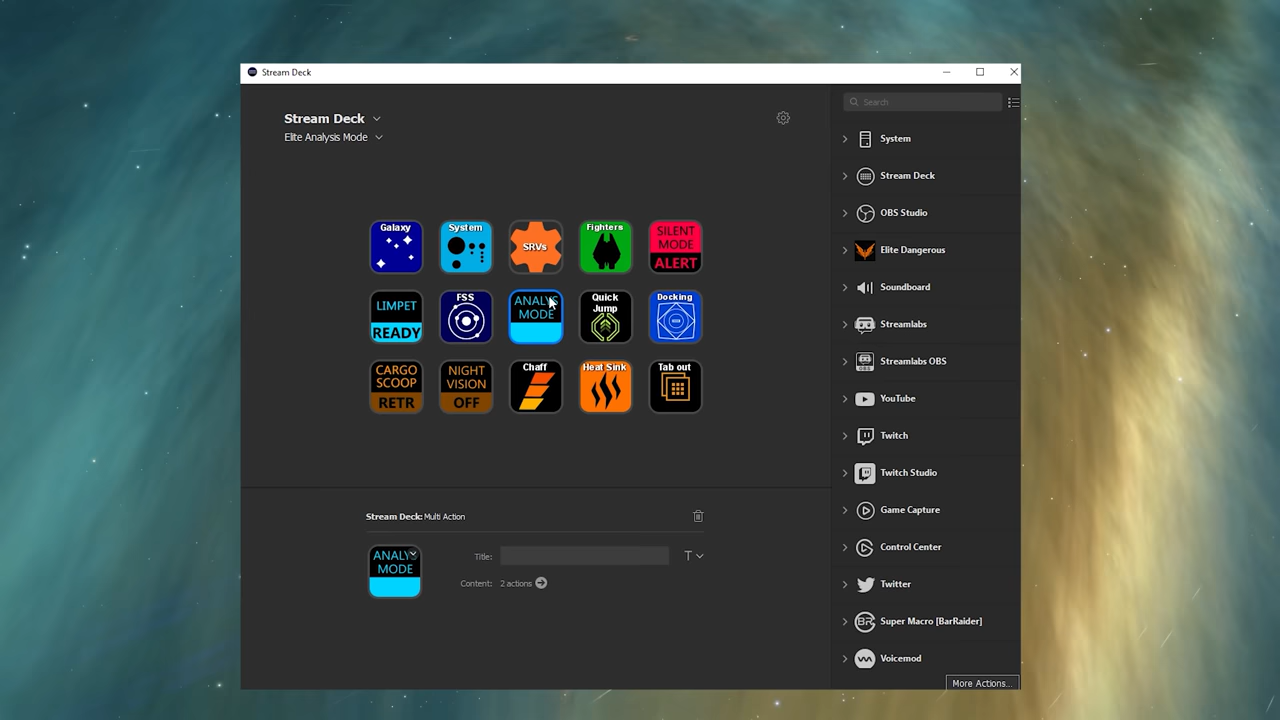 Stream Deck
Stream Deck
Elite Analysis Mode
Galaxy
System
SRVs
Fighters
SILENT
MODE
ALERT
LIMPET
READY
FSS
MODE
Quick
Jump
Docking
CARGO
SCOOP
RETR
NIGHT
VISION
OFF
Chaff
Heat Sink
Tab out
Stream Deck: Multi Action
MODE
Title:
T
Content: 2 actions
Search
System
Stream Deck
OBS Studio
Elite Dangerous
Soundboard
Streamlabs
Streamlabs OBS
OBS
YouTube
Twitch
Twitch Studio
Game Capture
Control Center
Twitter
BR
Super Macro [BarRaider]
Voicemod
More Actions...